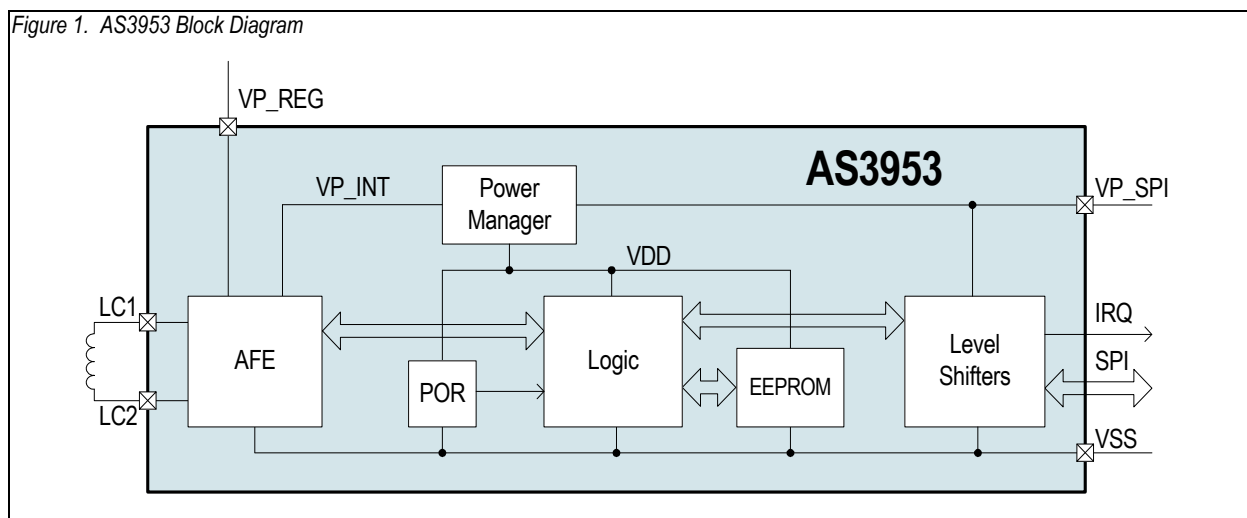 Figure 1. AS3953 Block Diagram
VP_REG
AS3953
VP_INT
Power
Manager
VP_SPI
VDD
LC1
LC2
AFE
POR
Logic
EEPROM
Level
Shifters
IRQ
SPI
VSS